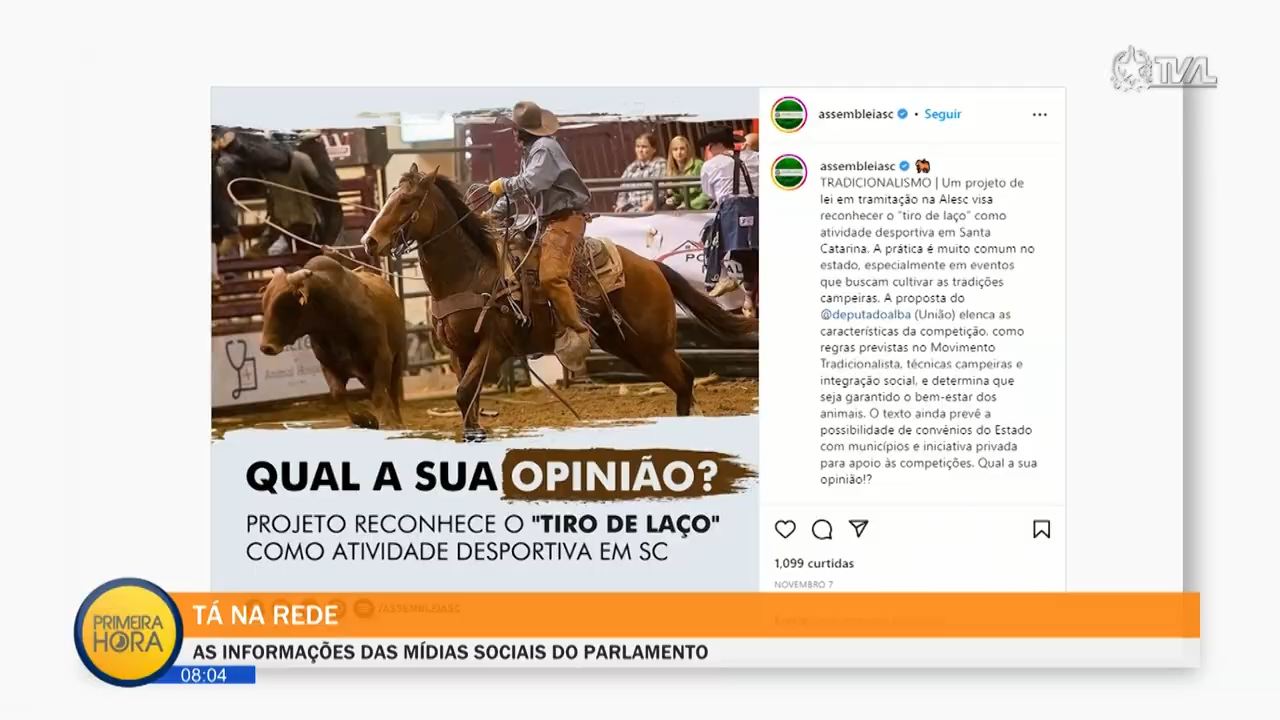 TVAL
assembleiasc • Seguir
assembleiasc
TRADICIONALISMO | Um projeto de
lei em tramitação na Alesc visa
reconhecer o "tiro de laço" como
atividade desportiva em Santa
Catarina. A prática é muito comum no
estado, especialmente em eventos
que buscam cultivar as tradições
campeiras. A proposta do
@deputadoalba (União) elenca as
características da competição, como
regras previstas no Movimento
Tradicionalista, técnicas campeiras e
integração social, e determina que
seja garantido o bem-estar dos
animais. O texto ainda prevê a
possibilidade de convênios do Estado
com municípios e iniciativa privada
para apoio às competições. Qual a sua
opinião!?
QUAL A SUA OPINIÃO?
PROJETO RECONHECE O "TIRO DE LAÇO"
COMO ATIVIDADE DESPORTIVA EM SC
1,099 curtidas
NOVEMBRO 7
/ASSEMBLEIASC
PRIMEIRA
HORA
TÁ NA REDE
AS INFORMAÇÕES DAS MÍDIAS SOCIAIS DO PARLAMENTO
08:04